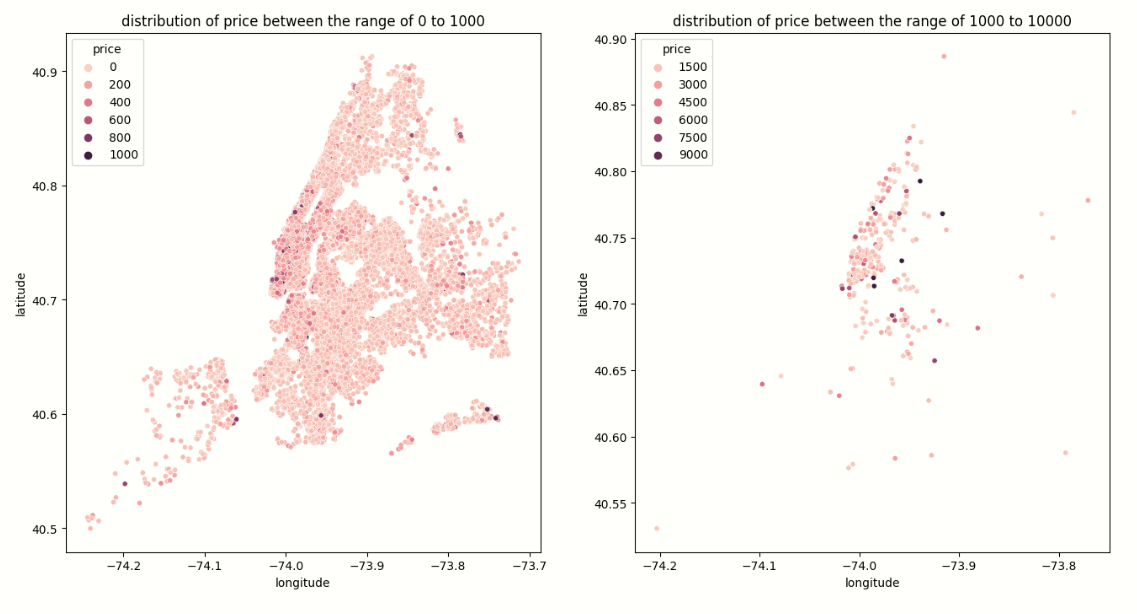 distribution of price between the range of 0 to 1000
price
0
200
400
600
800
1000
40.9
40.8
40.7
40.6
40.5
latitude
−74.2 −74.1 −74.0 −73.9 −73.8 −73.7
longitude
distribution of price between the range of 1000 to 10000
price
1500
3000
4500
6000
7500
9000
40.90
40.85
40.80
40.75
40.70
40.65
40.60
40.55
latitude
−74.2 −74.1 −74.0 −73.9 −73.8
longitude